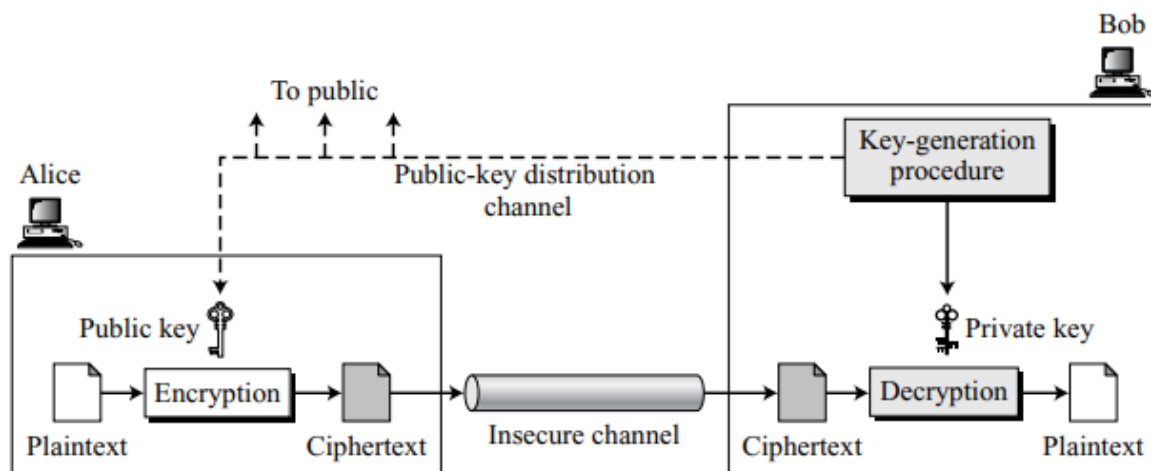 Bob
To public
Key-generation
procedure
Public-key distribution
channel
Alice
Public key
Private key
Encryption
Decryption
Plaintext
Ciphertext
Insecure channel
Ciphertext
Plaintext